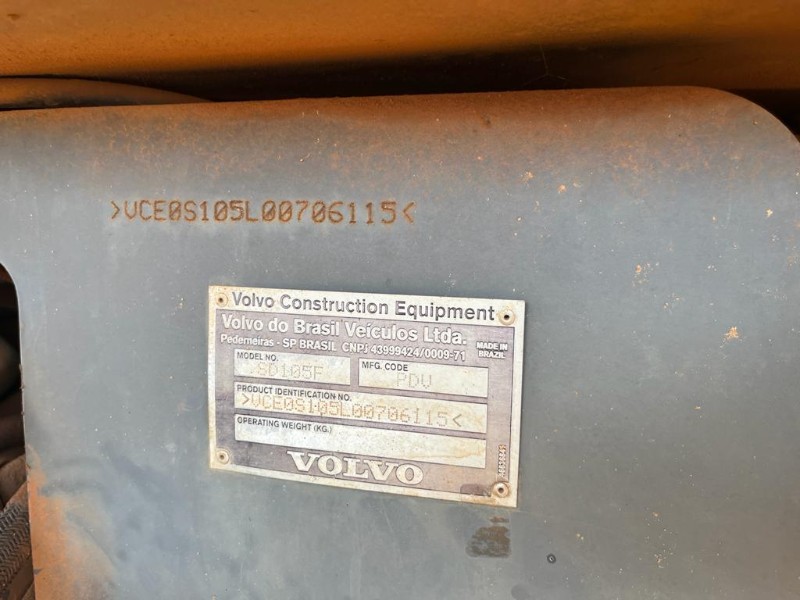 >VCE0S105L00706115<
Volvo Construction Equipment
Volvo do Brasil Veículos Ltda.
Pederneiras - SP BRASIL CNPJ 43999424/0009-71
MADE IN
BRAZIL
MODEL NO.
SD105F
MFG. CODE
PDV
PRODUCT IDENTIFICATION NO.
>VCE0S105L00706115<
OPERATING WEIGHT (KG.)
VOLVO